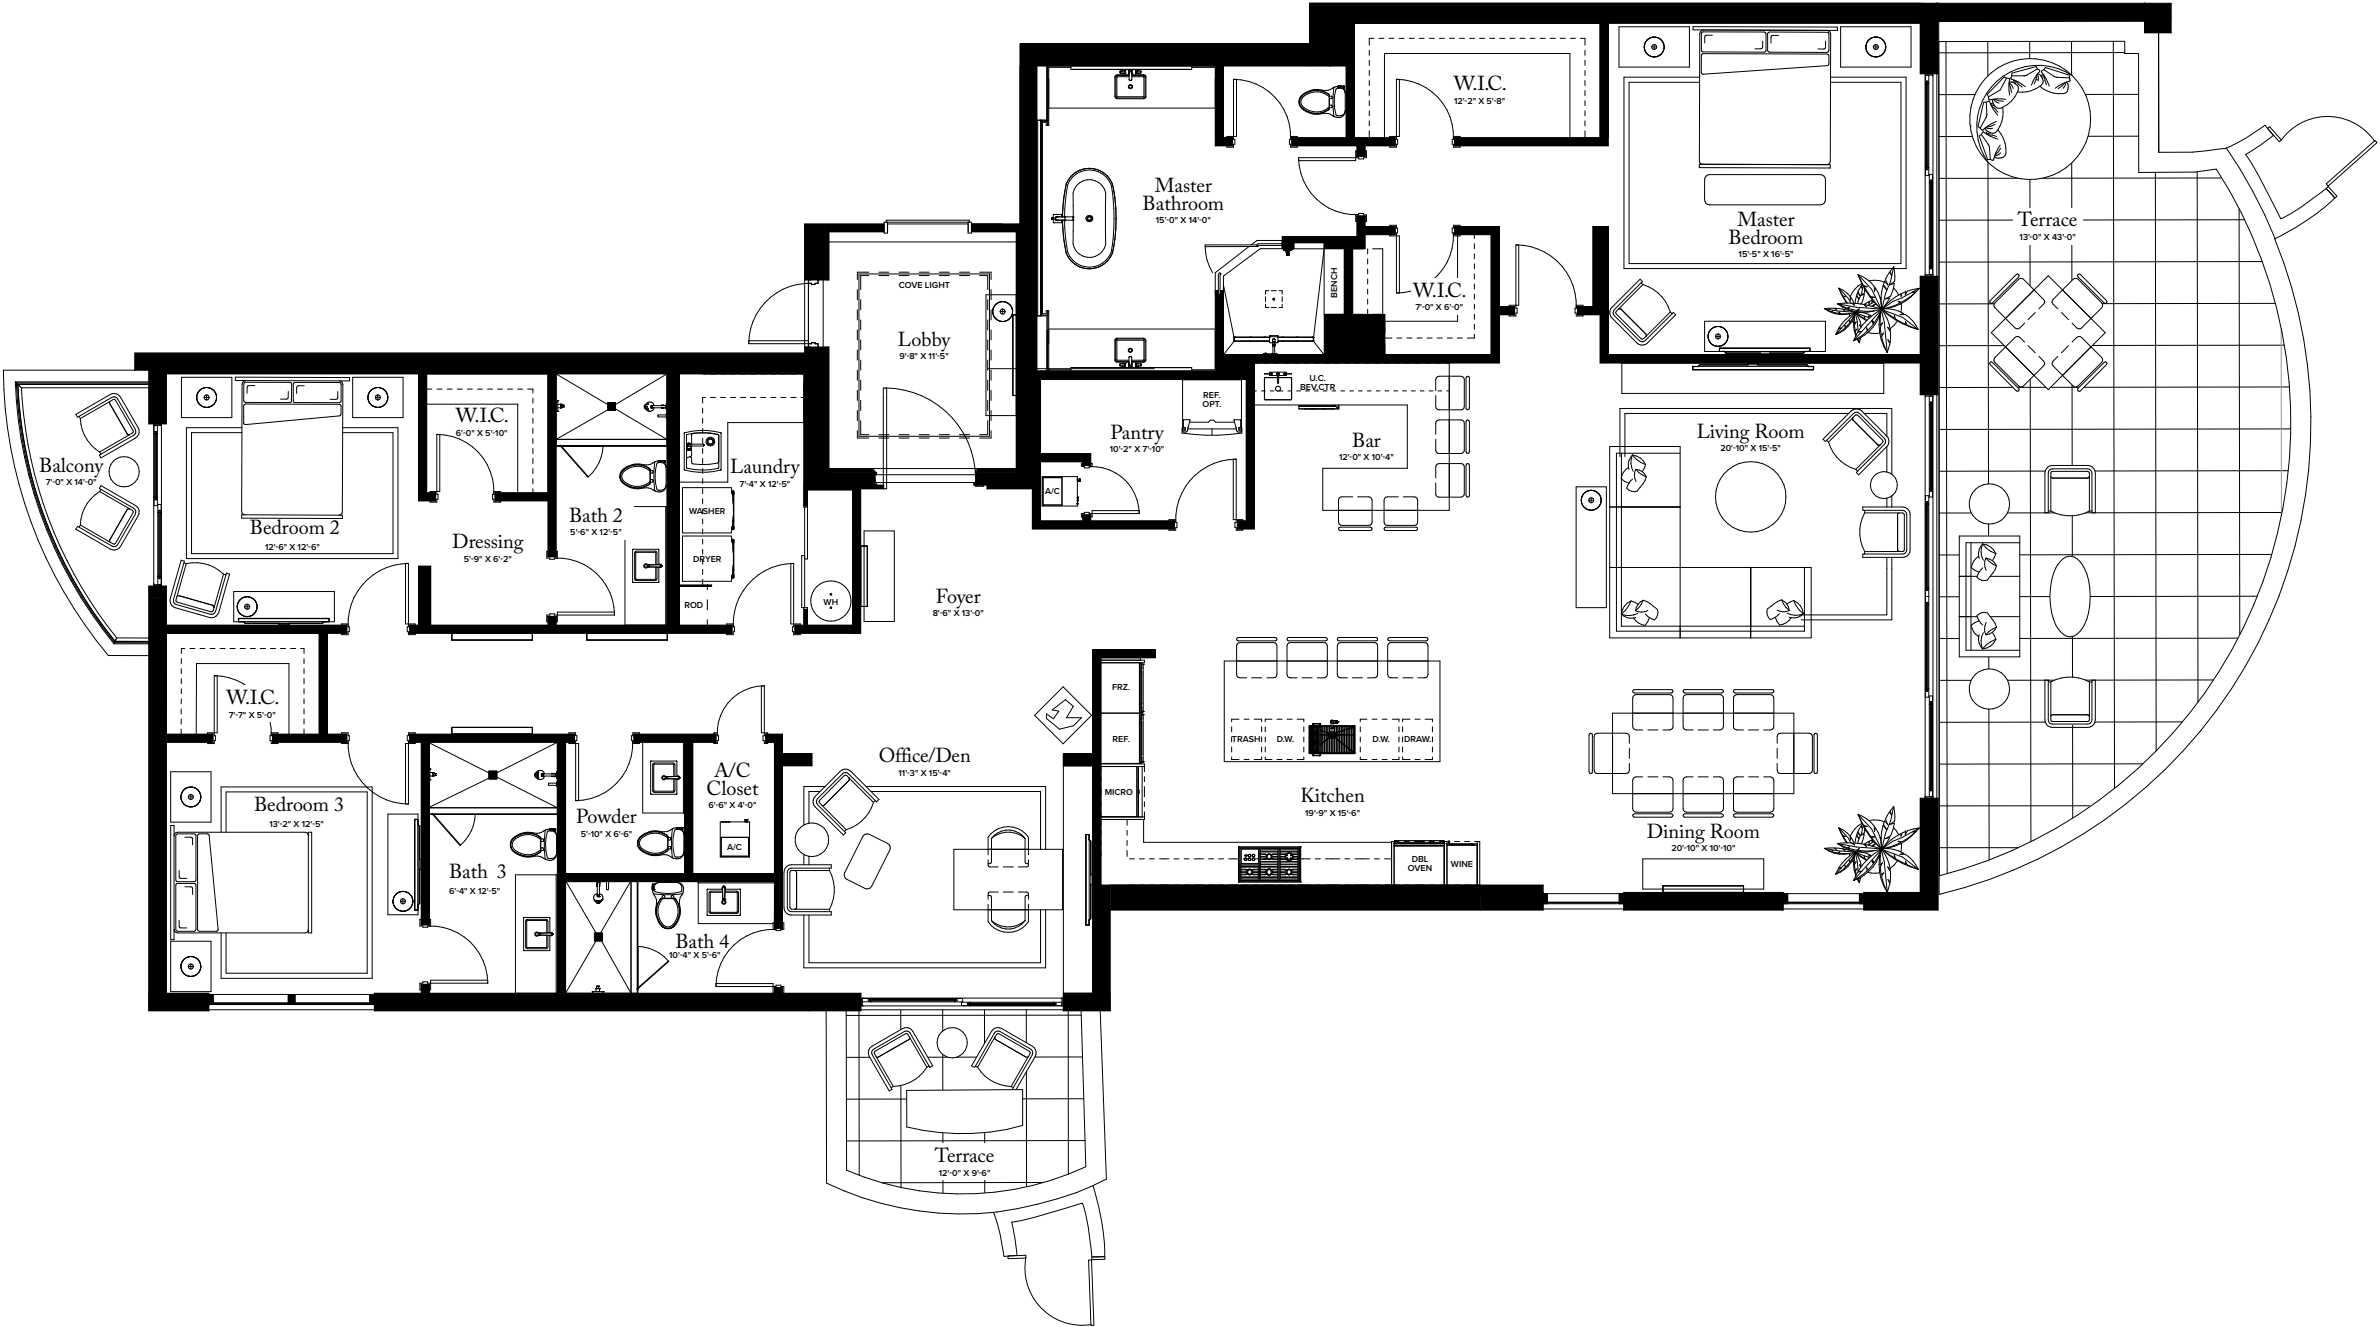 W.I.C.
12'-2" X 5'-8"
Master
Bathroom
15'-0" X 14'-0"
Master
Bedroom
15'-5" X 16'-5"
Terrace
13'-0" X 43'-0"
BENCH
W.I.C.
7'-0" X 6'-0"
COVE LIGHT
Lobby
9'-8" X 11'-5"
U.C.
BEV.CTR
REF.
OPT.
Pantry
10'-2" X 7'-10"
A/C
Bar
12'-0" X 10'-4"
Living Room
20'-10" X 15'-5"
Balcony
7'-0" X 14'-0"
Bedroom 2
12'-6" X 12'-6"
W.I.C.
6'-0" X 5'-10"
Dressing
5'-9" X 6'-2"
Bath 2
5'-6" X 12'-5"
Laundry
7'-4" X 12'-5"
WASHER
DRYER
ROD
WH
Foyer
8'-6" X 13'-0"
W.I.C.
7'-7" X 5'-0"
FRZ.
REF.
MICRO
TRASH
D.W.
D.W.
DRAW.
Kitchen
19'-9" X 15'-6"
DBL
OVEN
WINE
Dining Room
20'-10" X 10'-10"
Bedroom 3
13'-2" X 12'-5"
Bath 3
6'-4" X 12'-5"
Powder
5'-10" X 6'-6"
A/C
Closet
6'-6" X 4'-0"
A/C
Office/Den
11'-3" X 15'-4"
Bath 4
10'-4" X 5'-6"
Terrace
12'-0" X 9'-6"